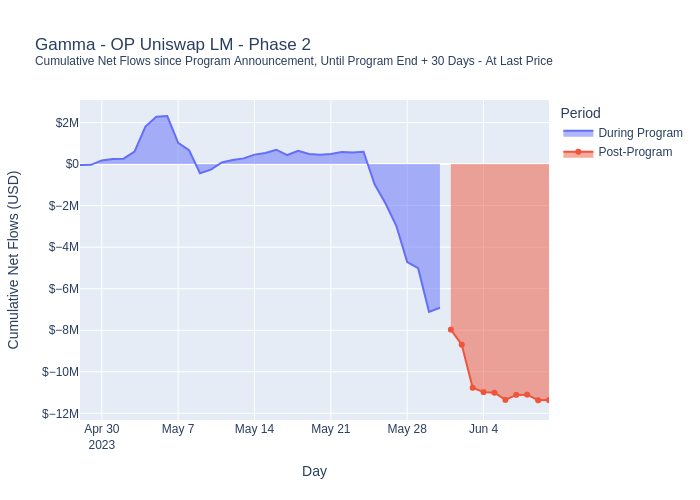 Gamma - OP Uniswap LM - Phase 2
Cumulative Net Flows since Program Announcement, Until Program End + 30 Days - At Last Price
Period
During Program
Post-Program
Cumulative Net Flows (USD)
$2M
$0
$−2M
$−4M
$−6M
$−8M
$−10M
$−12M
Apr 30
2023
May 7
May 14
May 21
May 28
Jun 4
Day